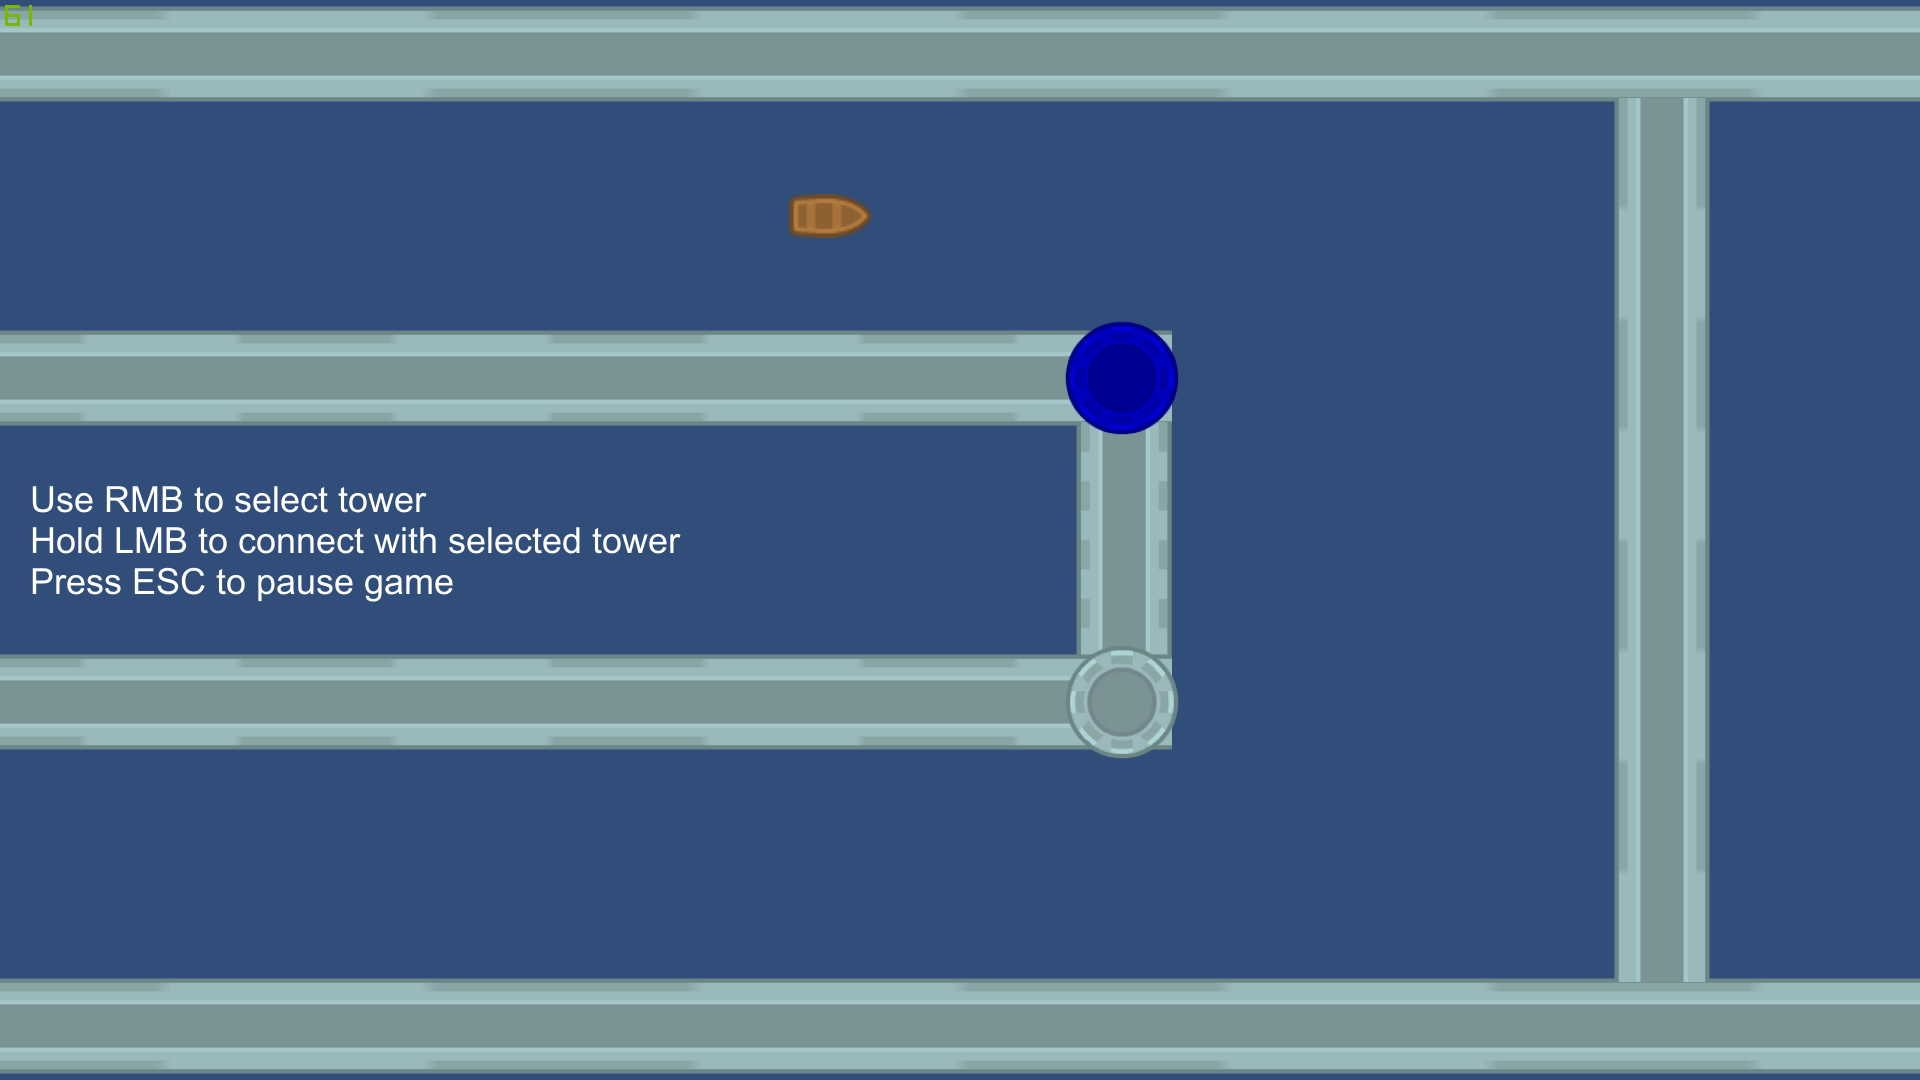 61
Use RMB to select tower
Hold LMB to connect with selected tower
Press ESC to pause game